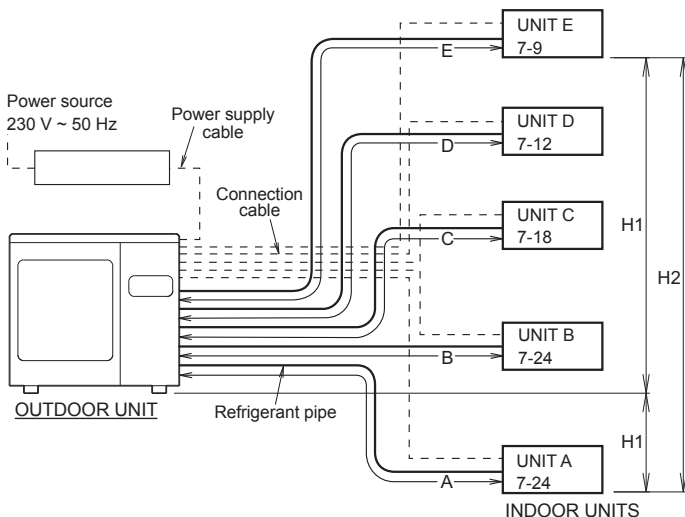 UNIT E
7-9
E
Power source
230 V ~ 50 Hz
Power supply
cable
UNIT D
7-12
D
Connection
cable
UNIT C
7-18
C
H1
H2
UNIT B
7-24
B
OUTDOOR UNIT
Refrigerant pipe
H1
UNIT A
7-24
A
INDOOR UNITS